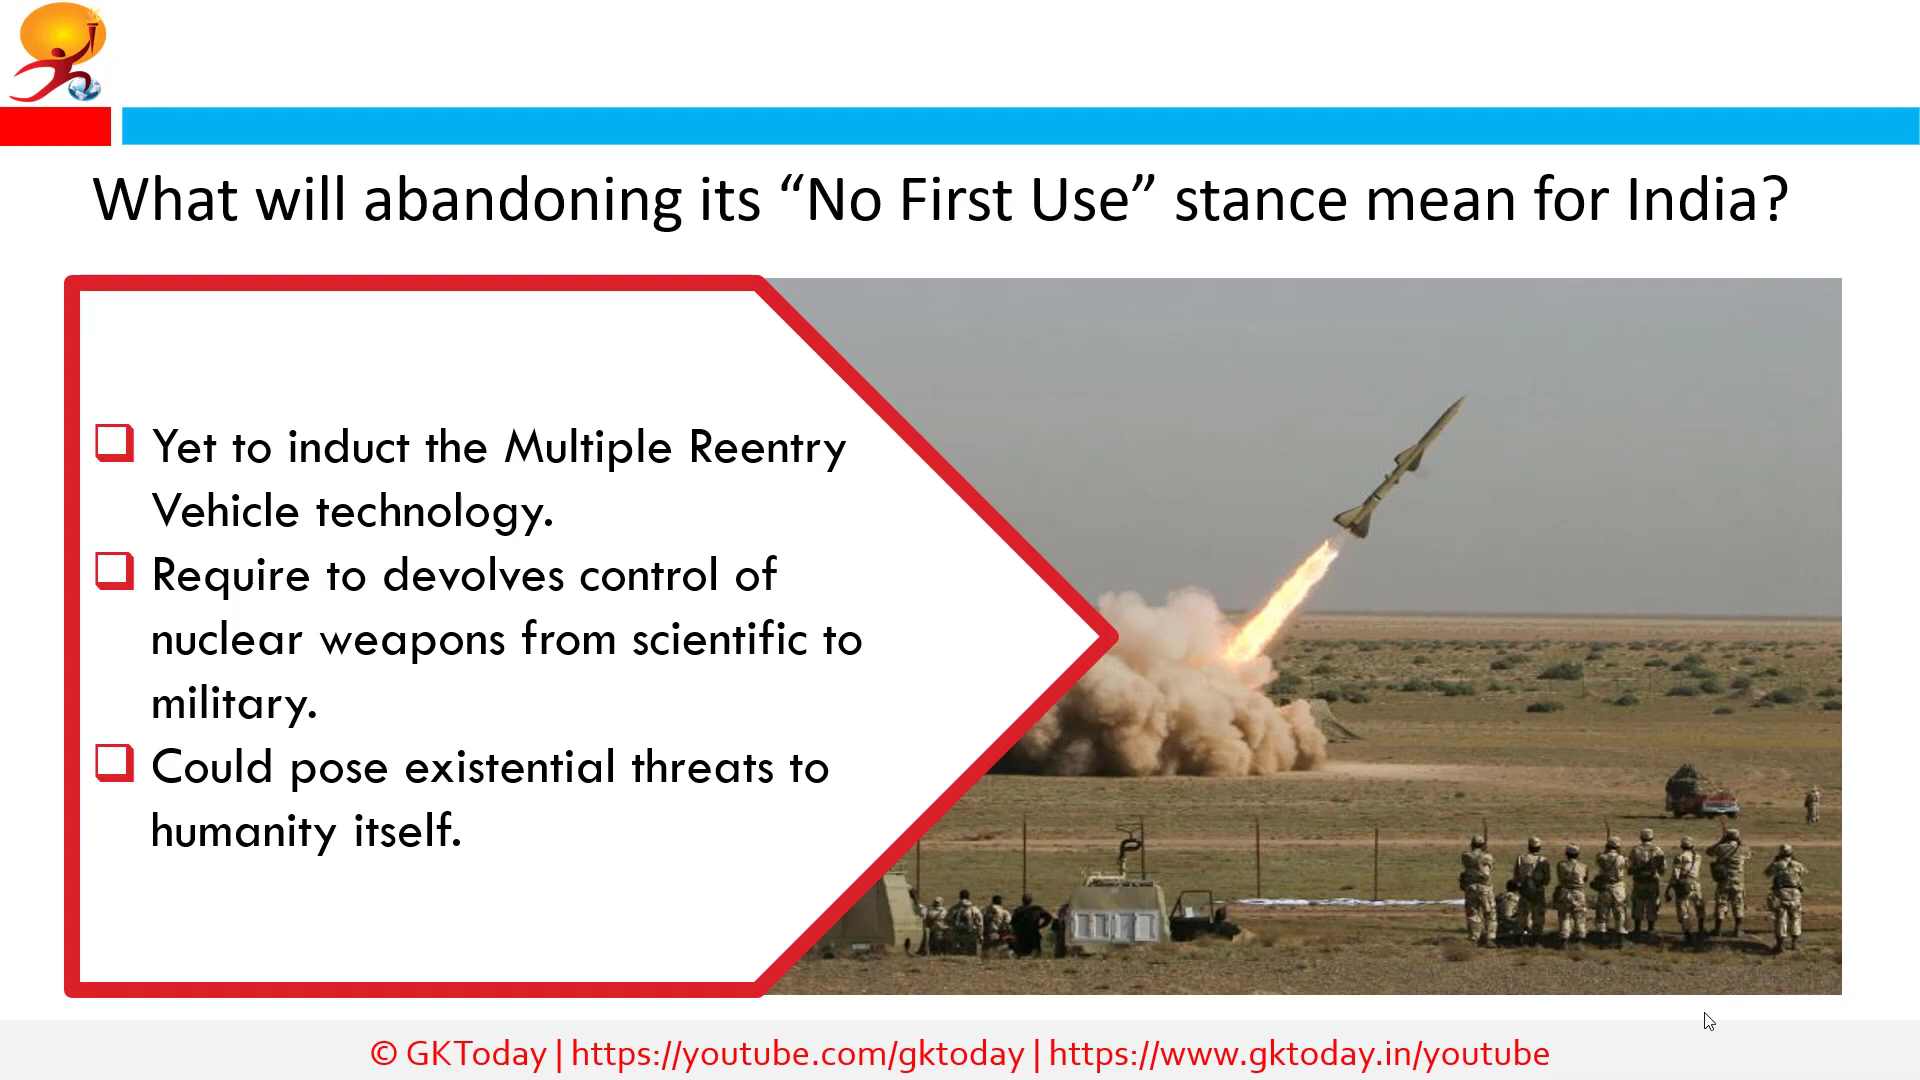 What will abandoning its “No First Use” stance mean for India?
Yet to induct the Multiple Reentry
Vehicle technology.
Require to devolves control of
nuclear weapons from scientific to
military.
Could pose existential threats to
humanity itself.
© GKToday | https://youtube.com/gktoday | https://www.gktoday.in/youtube